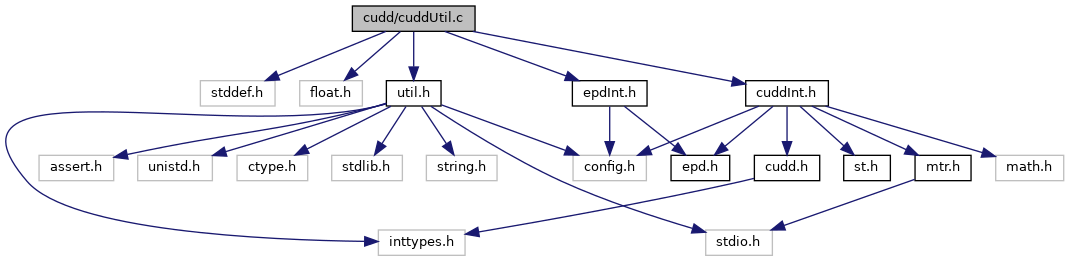 cudd/cuddUtil.c
stddef.h
float.h
util.h
epdInt.h
cuddInt.h
assert.h
unistd.h
ctype.h
stdlib.h
string.h
config.h
epd.h
cudd.h
st.h
mtr.h
math.h
inttypes.h
stdio.h